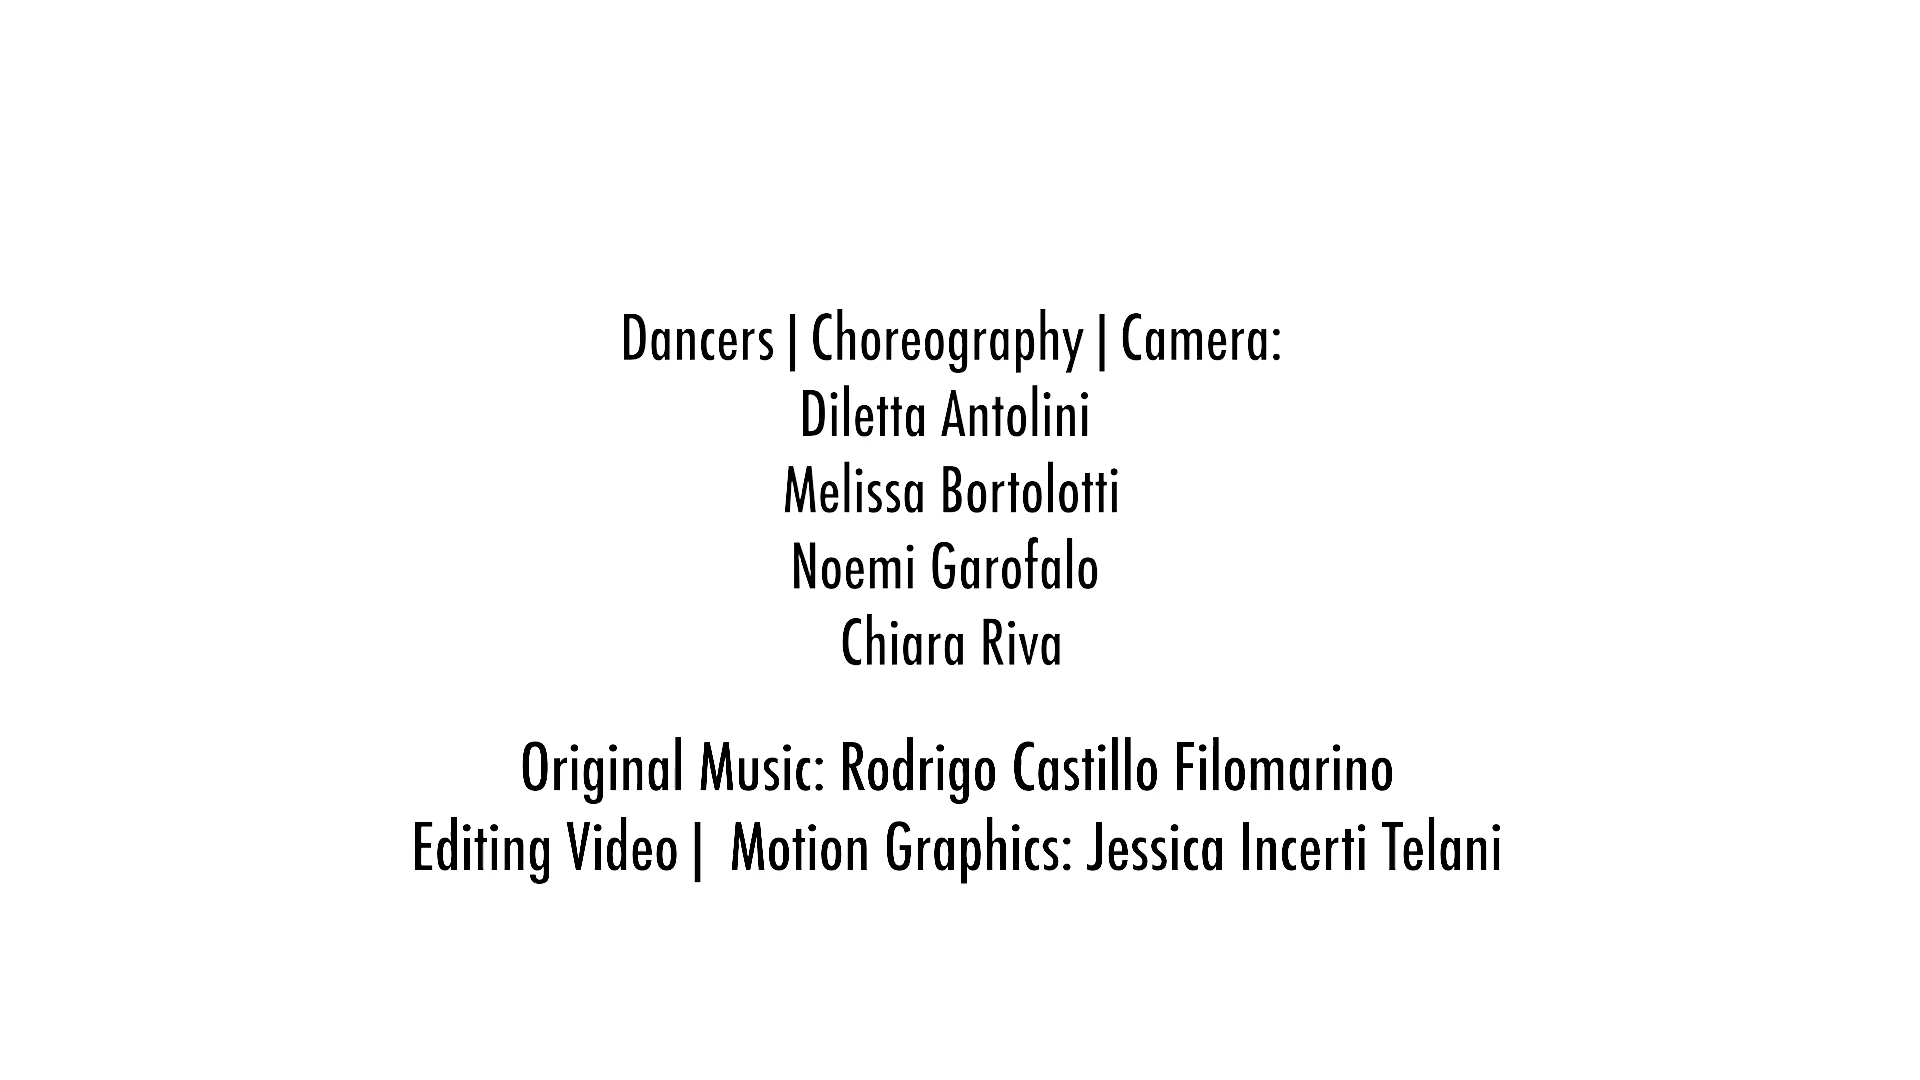 Dancers | Choreography | Camera:
Diletta Antolini
Melissa Bortolotti
Noemi Garofalo
Chiara Riva
Original Music: Rodrigo Castillo Filomarino
Editing Video |  Motion Graphics: Jessica Incerti Telani